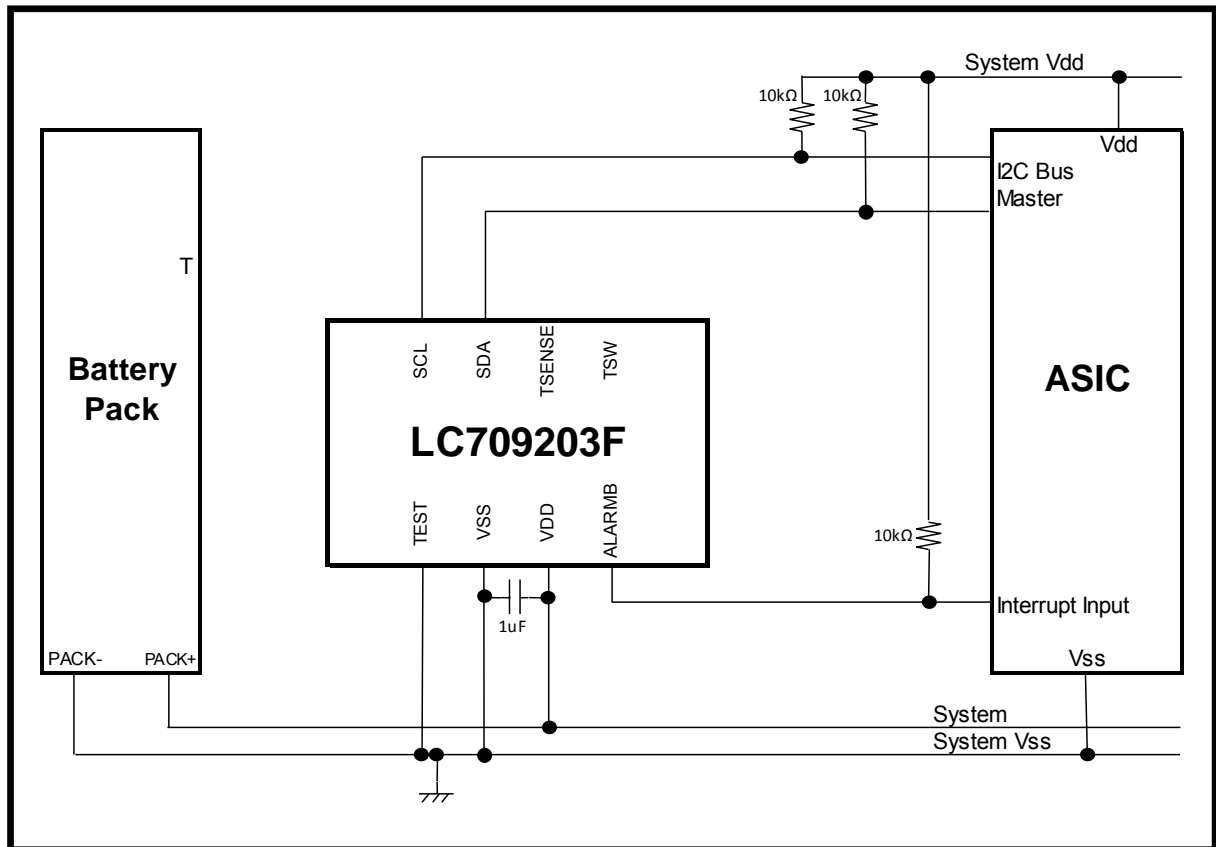 System Vdd
10kΩ
10kΩ
Vdd
I2C Bus
Master
T
SCL
SDA
TSENSE
TSW
Battery
Pack
ASIC
LC709203F
TEST
VSS
VDD
ALARMB
10kΩ
1uF
Interrupt Input
PACK-
PACK+
Vss
System
System Vss